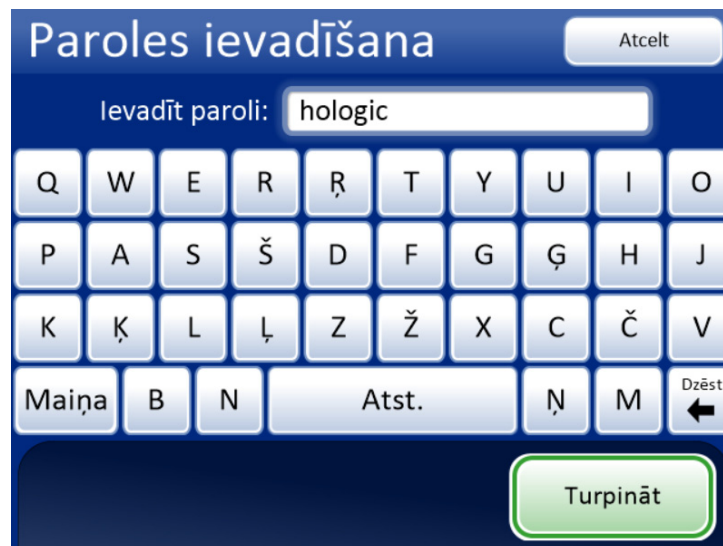 Paroles ievadīšana
Atcelt
Ievadīt paroli: hologic
Q W E R Ŗ T Y U I O
P A S Š D F G Ģ H J
K Ķ L Ļ Z Ž X C Č V
Maiņa B N Atst. Ņ M Dzēst
Turpināt